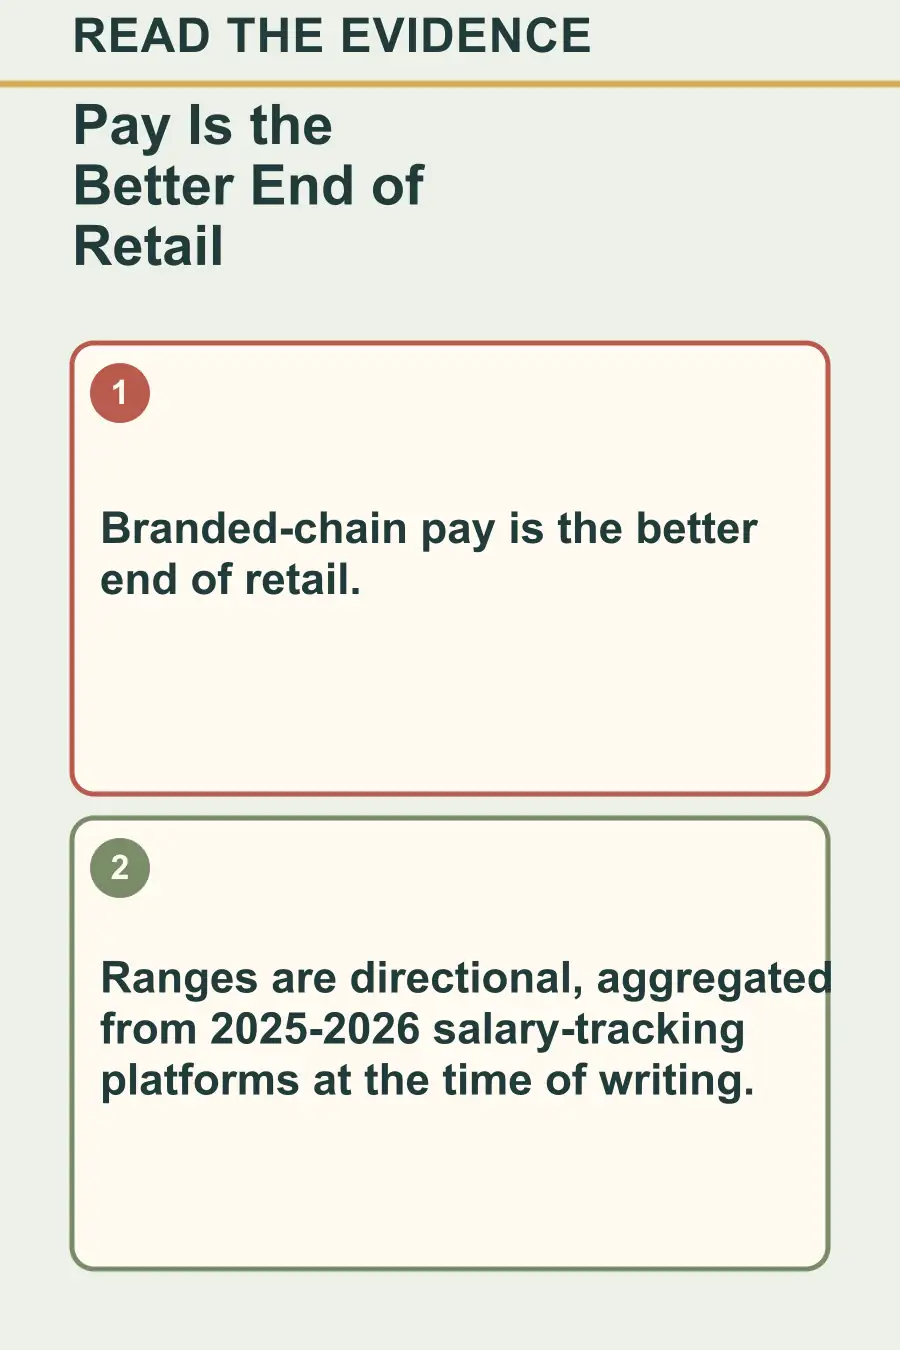 READ THE EVIDENCE
Pay Is the
Better End of
Retail
1
Branded-chain pay is the better
end of retail.
2
Ranges are directional, aggregated
from 2025-2026 salary-tracking
platforms at the time of writing.